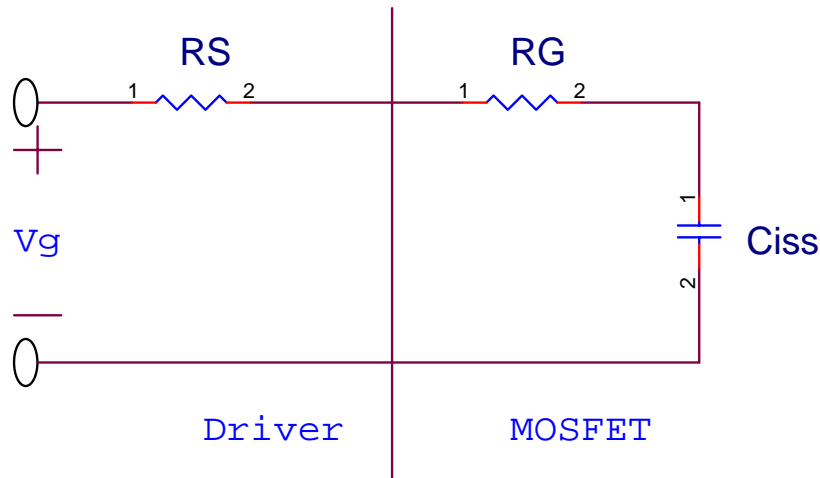 RS RG
1 2 1 2
+
1
Vg Ciss
2
−
Driver MOSFET